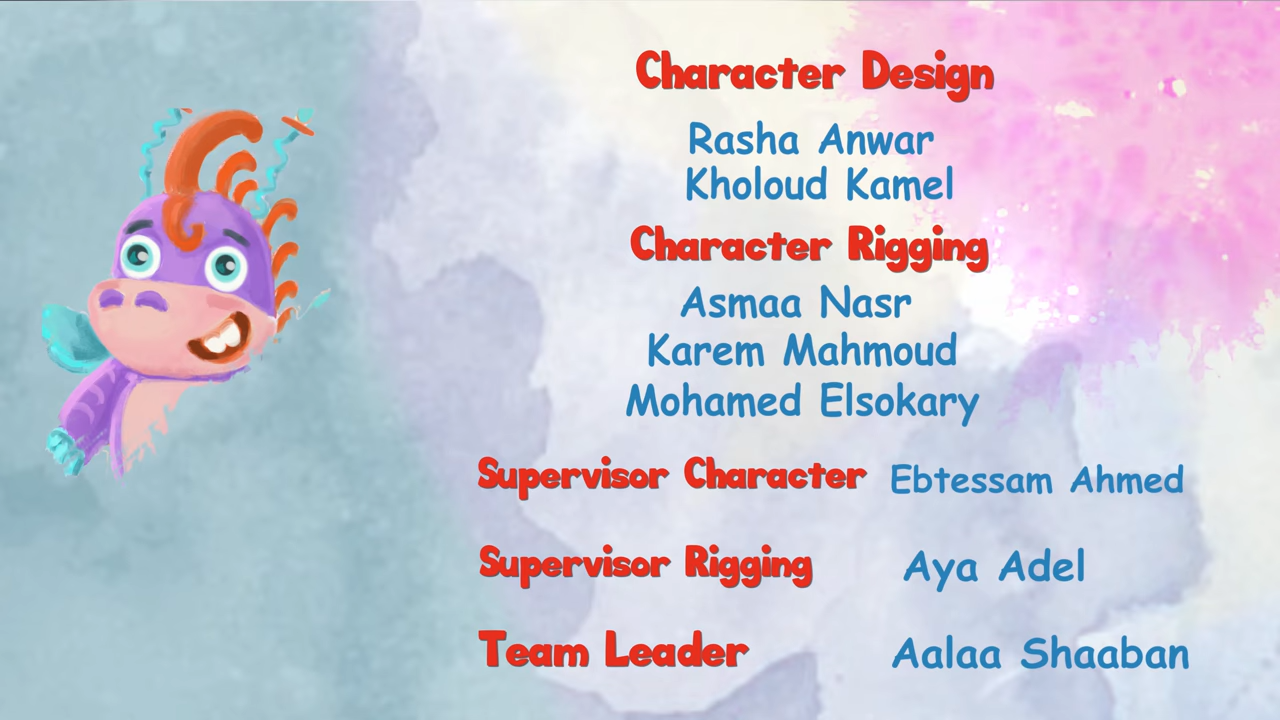 Character Design
Rasha Anwar
Kholoud Kamel
Character Rigging
Asmaa Nasr
Karem Mahmoud
Mohamed Elsokary
Supervisor Character Ebtessam Ahmed
Supervisor Rigging Aya Adel
Team Leader Aalaa Shaaban